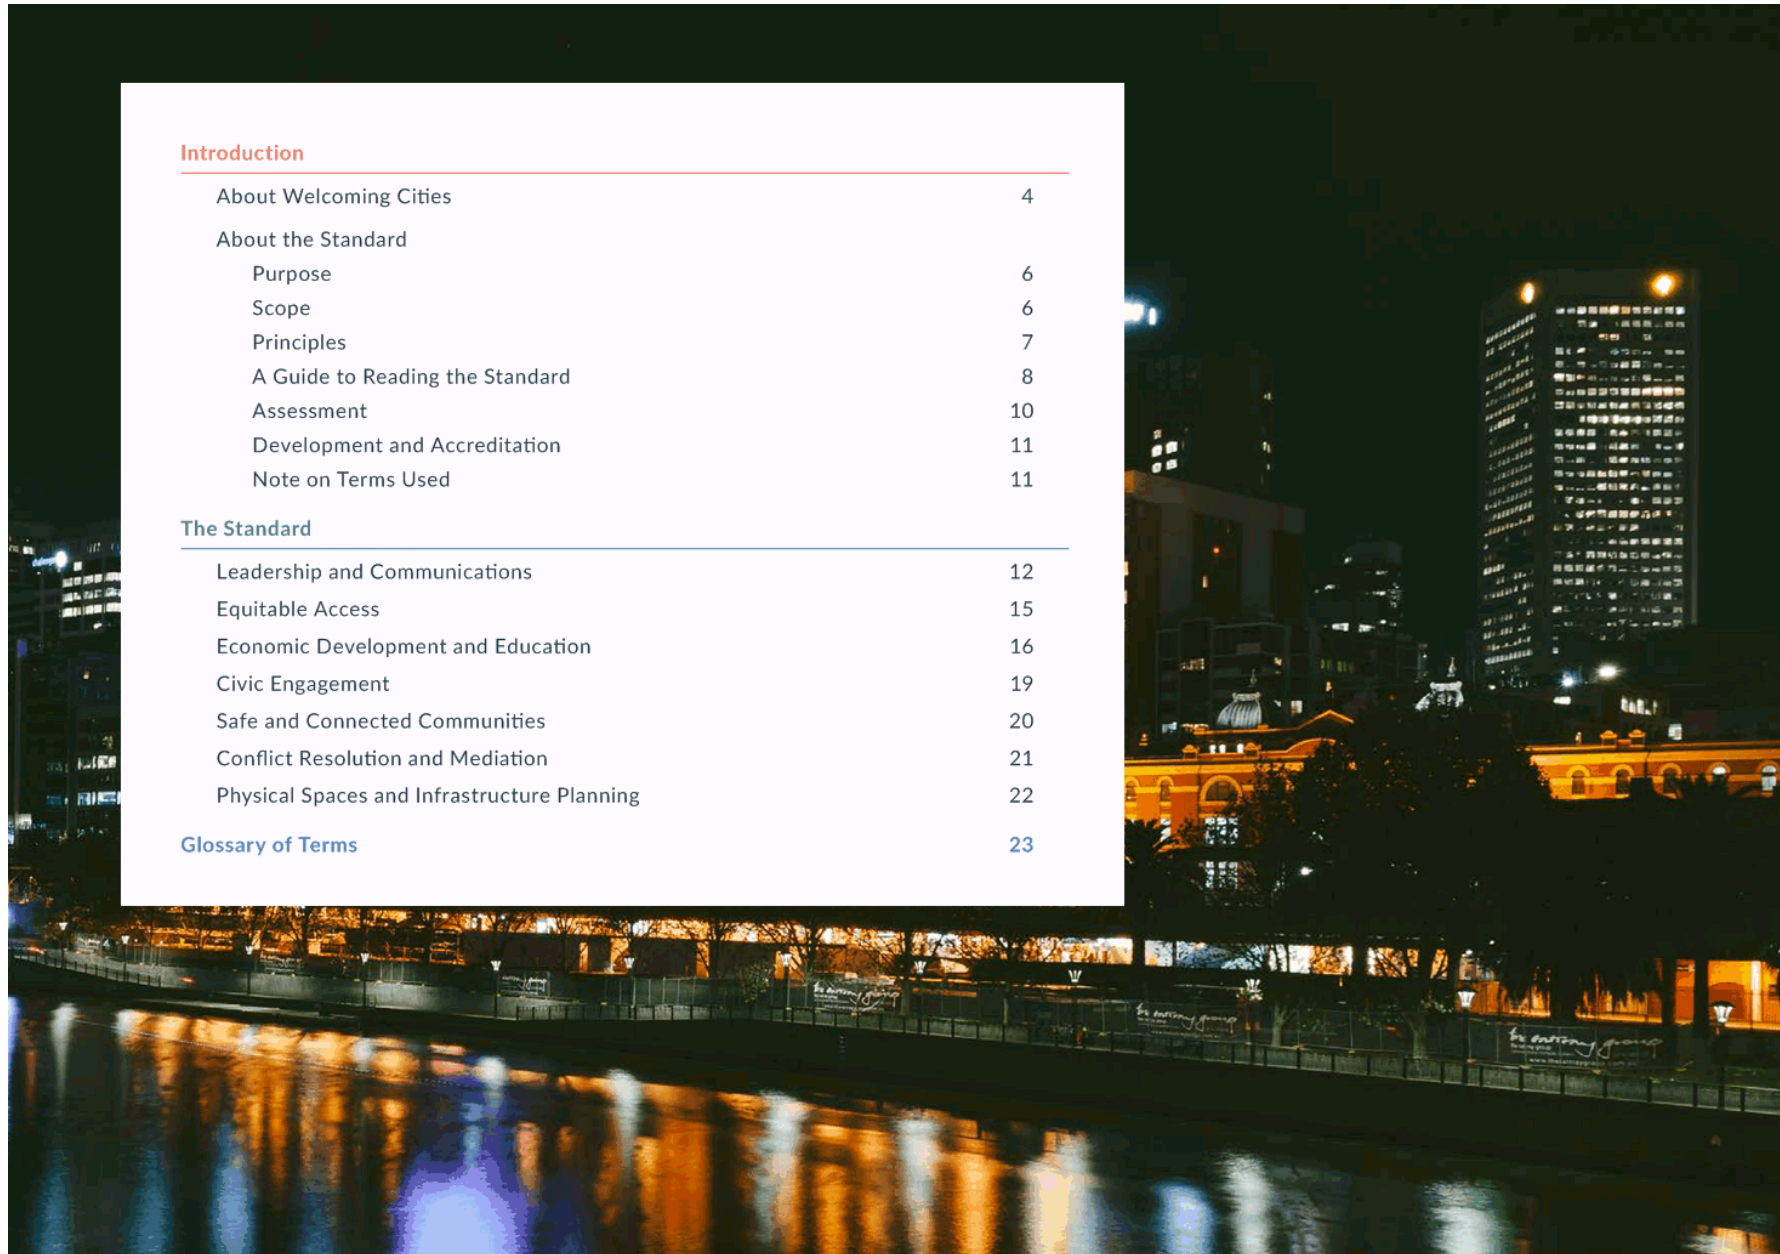 Introduction
About Welcoming Cities 4
About the Standard
Purpose 6
Scope 6
Principles 7
A Guide to Reading the Standard 8
Assessment 10
Development and Accreditation 11
Note on Terms Used 11
The Standard
Leadership and Communications 12
Equitable Access 15
Economic Development and Education 16
Civic Engagement 19
Safe and Connected Communities 20
Conflict Resolution and Mediation 21
Physical Spaces and Infrastructure Planning 22
Glossary of Terms 23